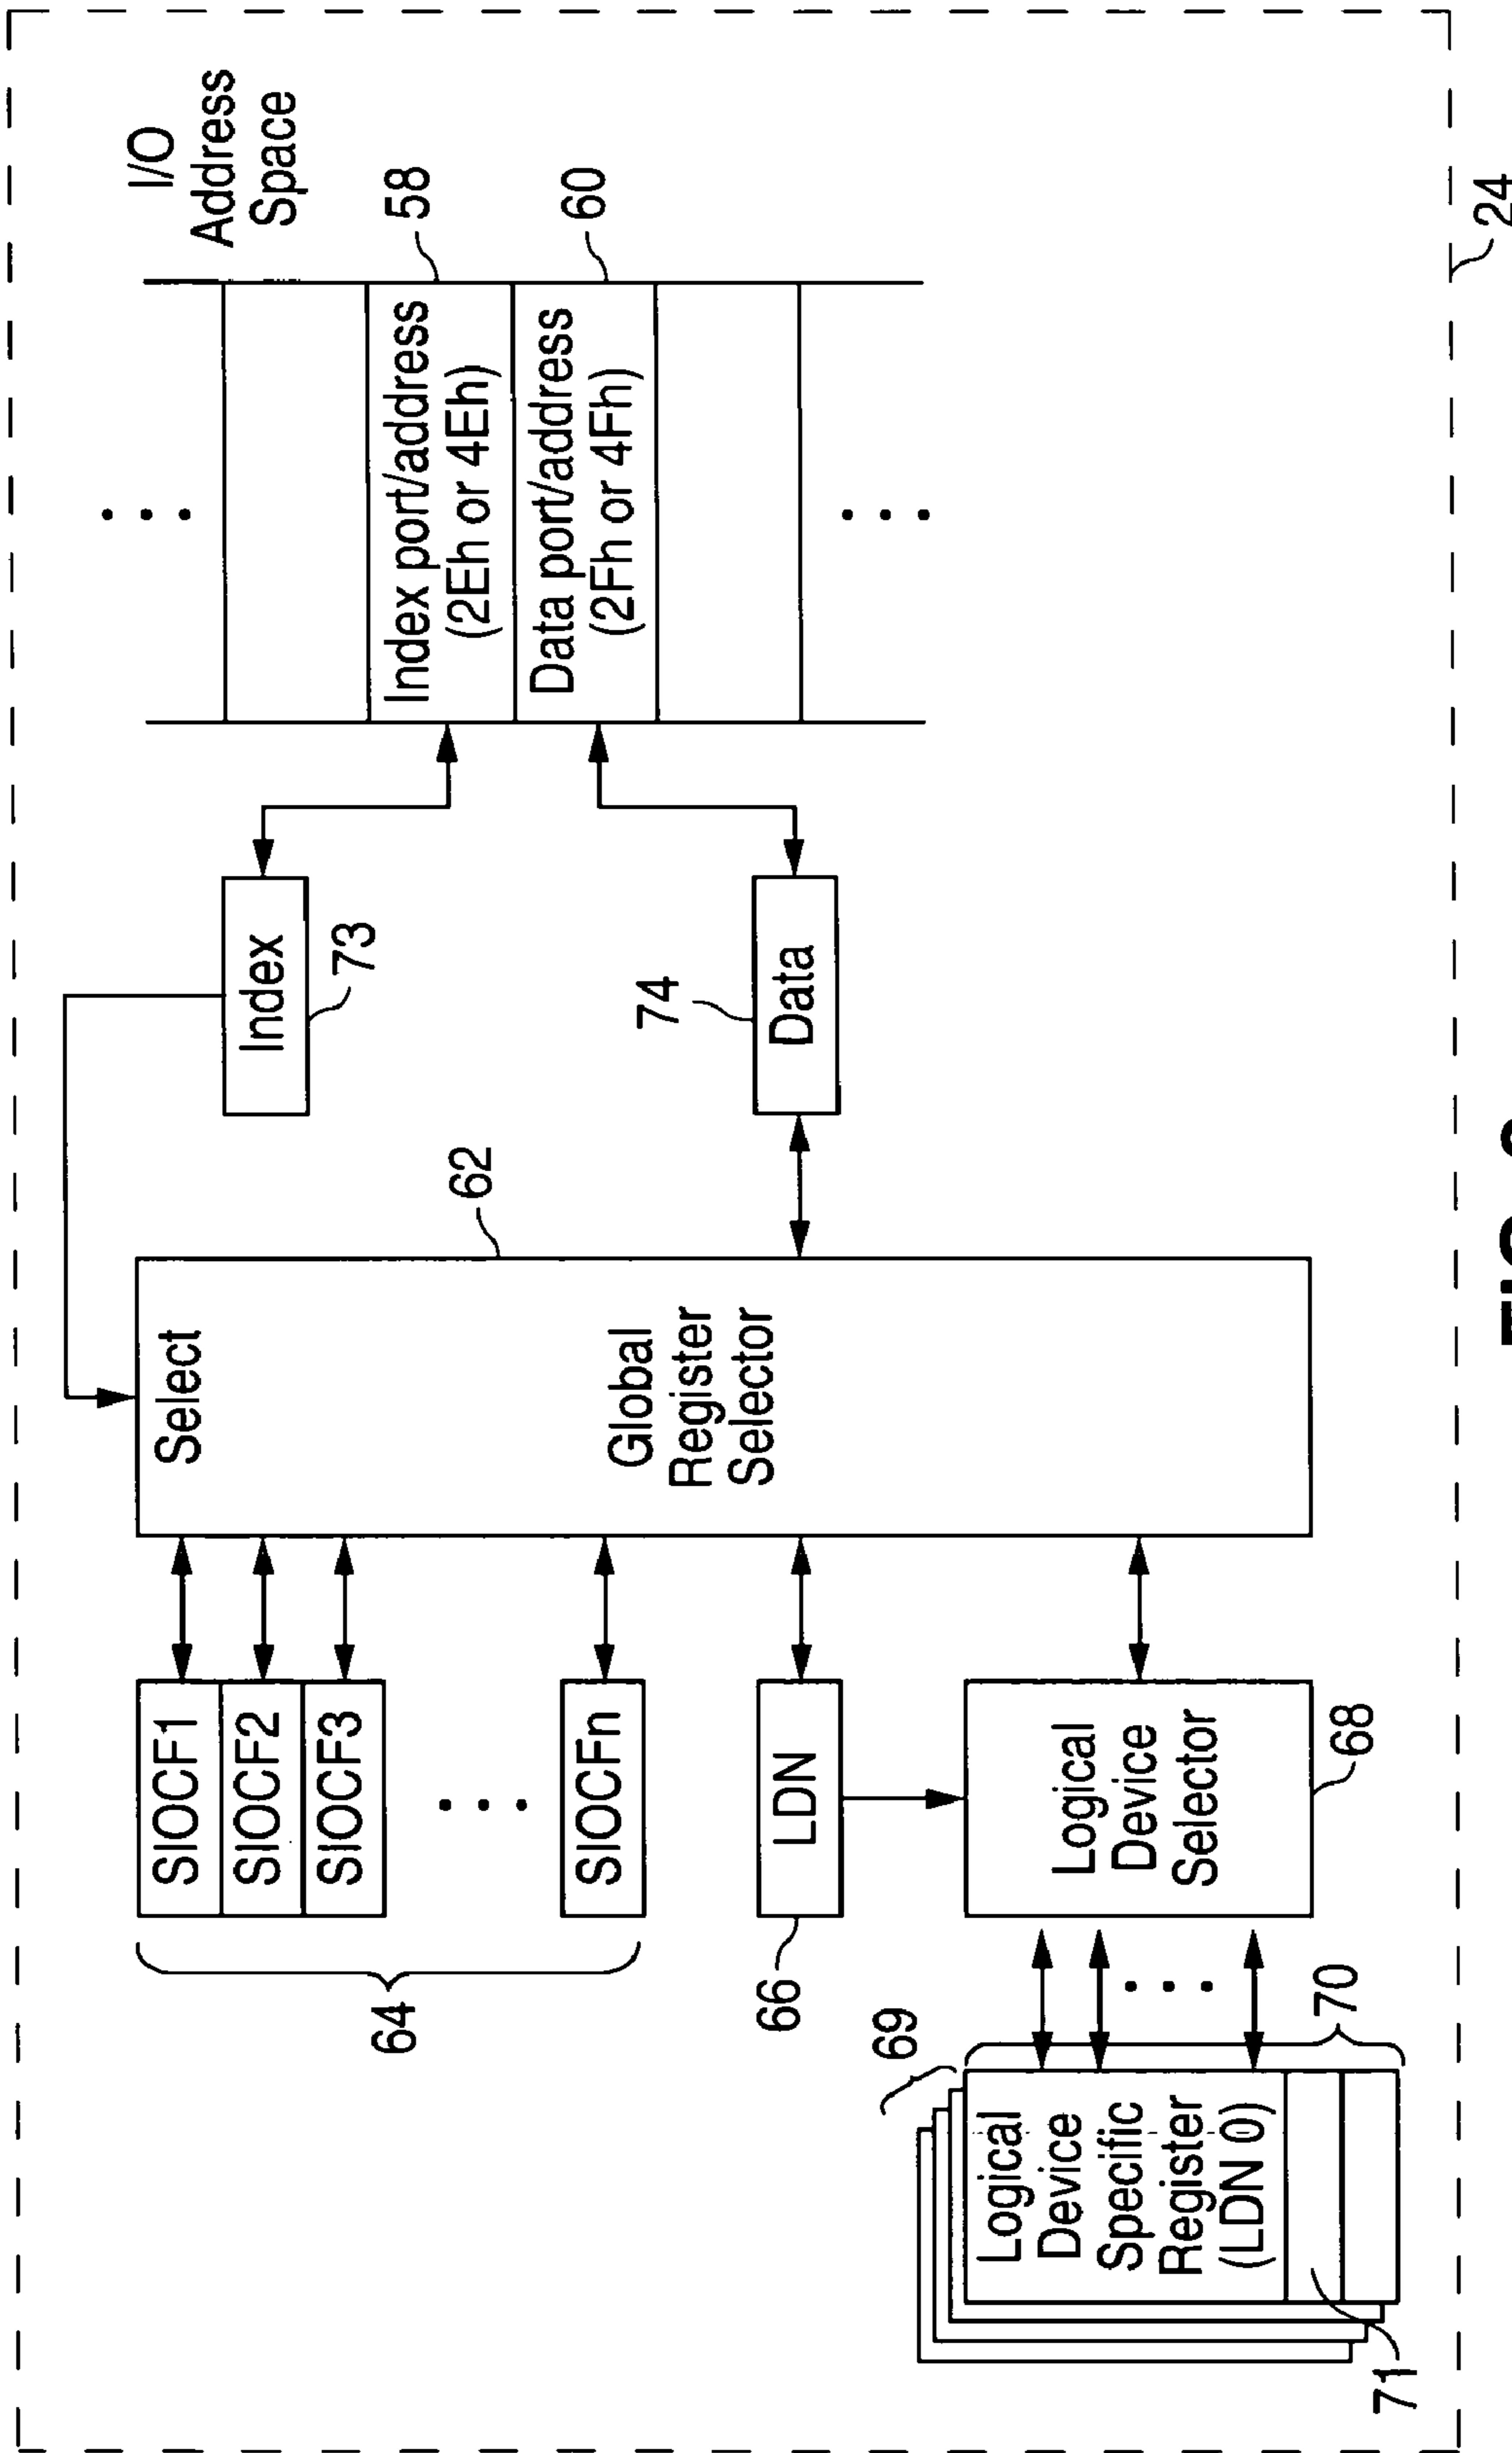 I/O
Address
Space
Index port/address
(2Eh or 4Eh)
58
Data port/address
(2Fh or 4Fh)
60
Index
73
74
Data
62
Select
Global
Register
Selector
SIOCF1
SIOCF2
SIOCF3
SIOCFn
64
LDN
66
Logical
Device
Selector
68
69
70
Logical
Device
Specific
Register
(LDN 0)
71
24